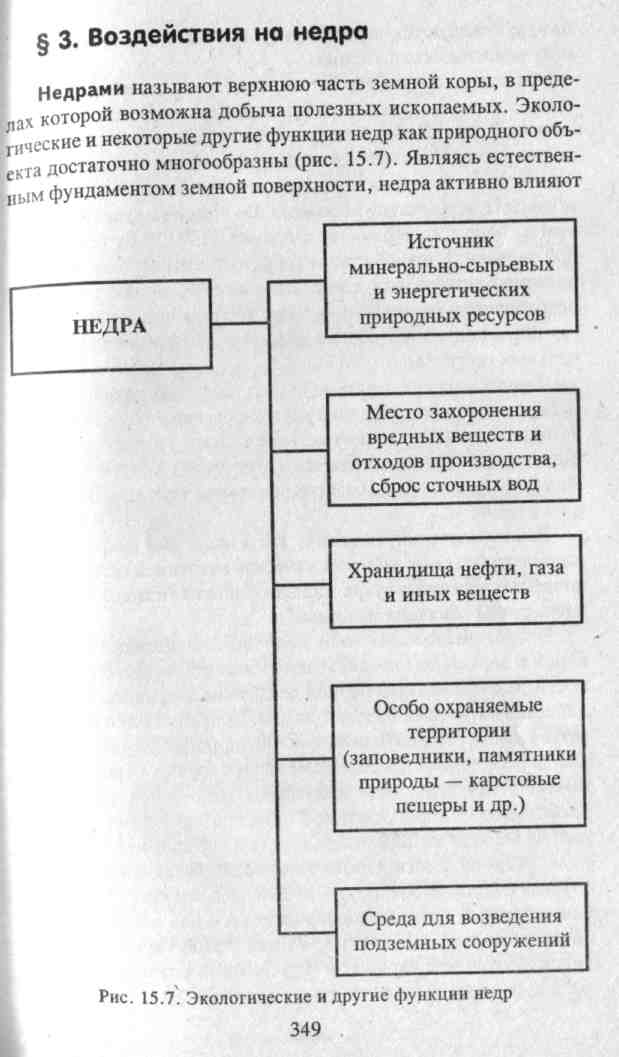 § 3. Воздействия на недра
Недрами называют верхнюю часть земной коры, в преде-
лах которой возможна добыча полезных ископаемых. Эколо-
гические и некоторые другие функции недр как природного объ-
екта достаточно многообразны (рис. 15.7). Являясь естествен-
ным фундаментом земной поверхности, недра активно влияют
НЕДРА
Источник
минерально-сырьевых
и энергетических
природных ресурсов
Место захоронения
вредных веществ и
отходов производства,
сброс сточных вод
Хранилища нефти, газа
и иных веществ
Особо охраняемые
территории
(заповедники, памятники
природы — карстовые
пещеры и др.)
Среда для возведения
подземных сооружений
Рис. 15.7. Экологические и другие функции недр
349